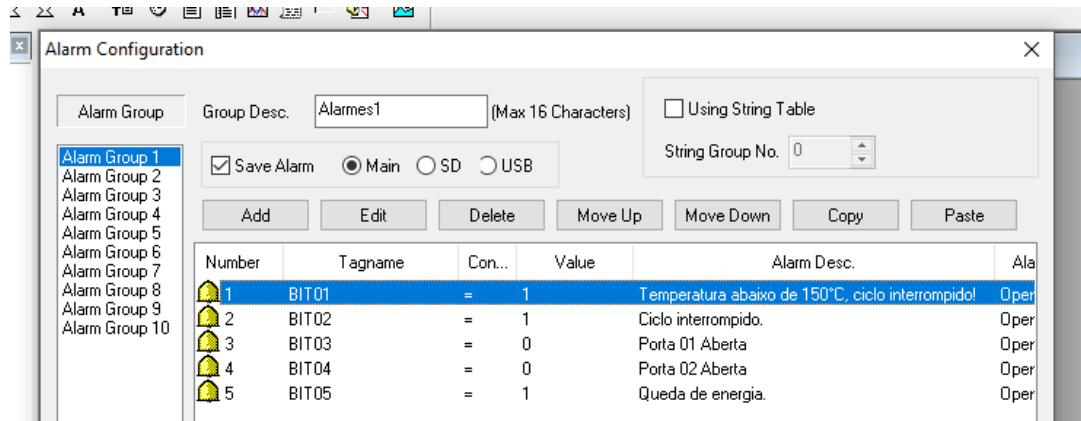 Alarm Configuration
Alarm Group Group Desc. Alarmes1 (Max 16 Characters) Using String Table
String Group No. 0
Save Alarm Main SD USB
Add Edit Delete Move Up Move Down Copy Paste
Alarm Group 1
Alarm Group 2
Alarm Group 3
Alarm Group 4
Alarm Group 5
Alarm Group 6
Alarm Group 7
Alarm Group 8
Alarm Group 9
Alarm Group 10
Number Tagname Con... Value Alarm Desc. Ala
1 BIT01 = 1 Temperatura abaixo de 150°C, ciclo interrompido! Oper
2 BIT02 = 1 Ciclo interrompido. Oper
3 BIT03 = 0 Porta 01 Aberta Oper
4 BIT04 = 0 Porta 02 Aberta Oper
5 BIT05 = 1 Queda de energia. Oper